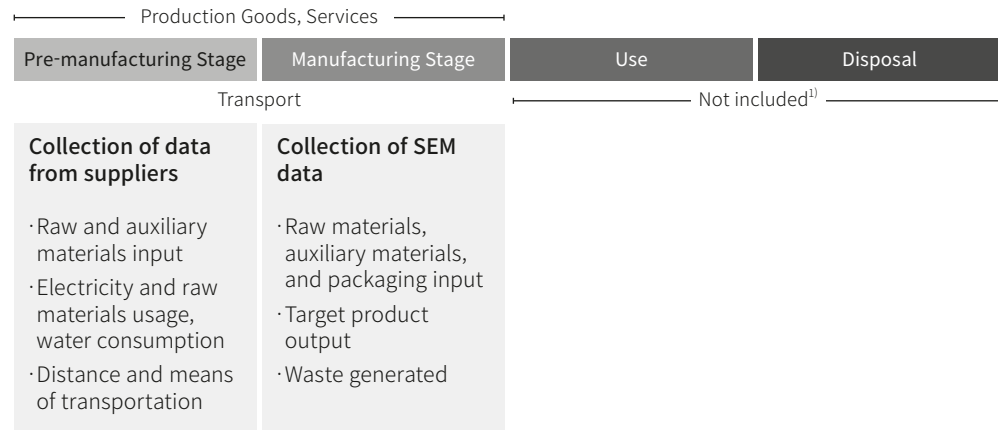 Production Goods, Services
Pre-manufacturing Stage
Manufacturing Stage
Use
Disposal
Transport
Not included1)
Collection of data
from suppliers
·Raw and auxiliary
materials input
·Electricity and raw
materials usage,
water consumption
·Distance and means
of transportation
Collection of SEM
data
·Raw materials,
auxiliary materials,
and packaging input
·Target product
output
·Waste generated